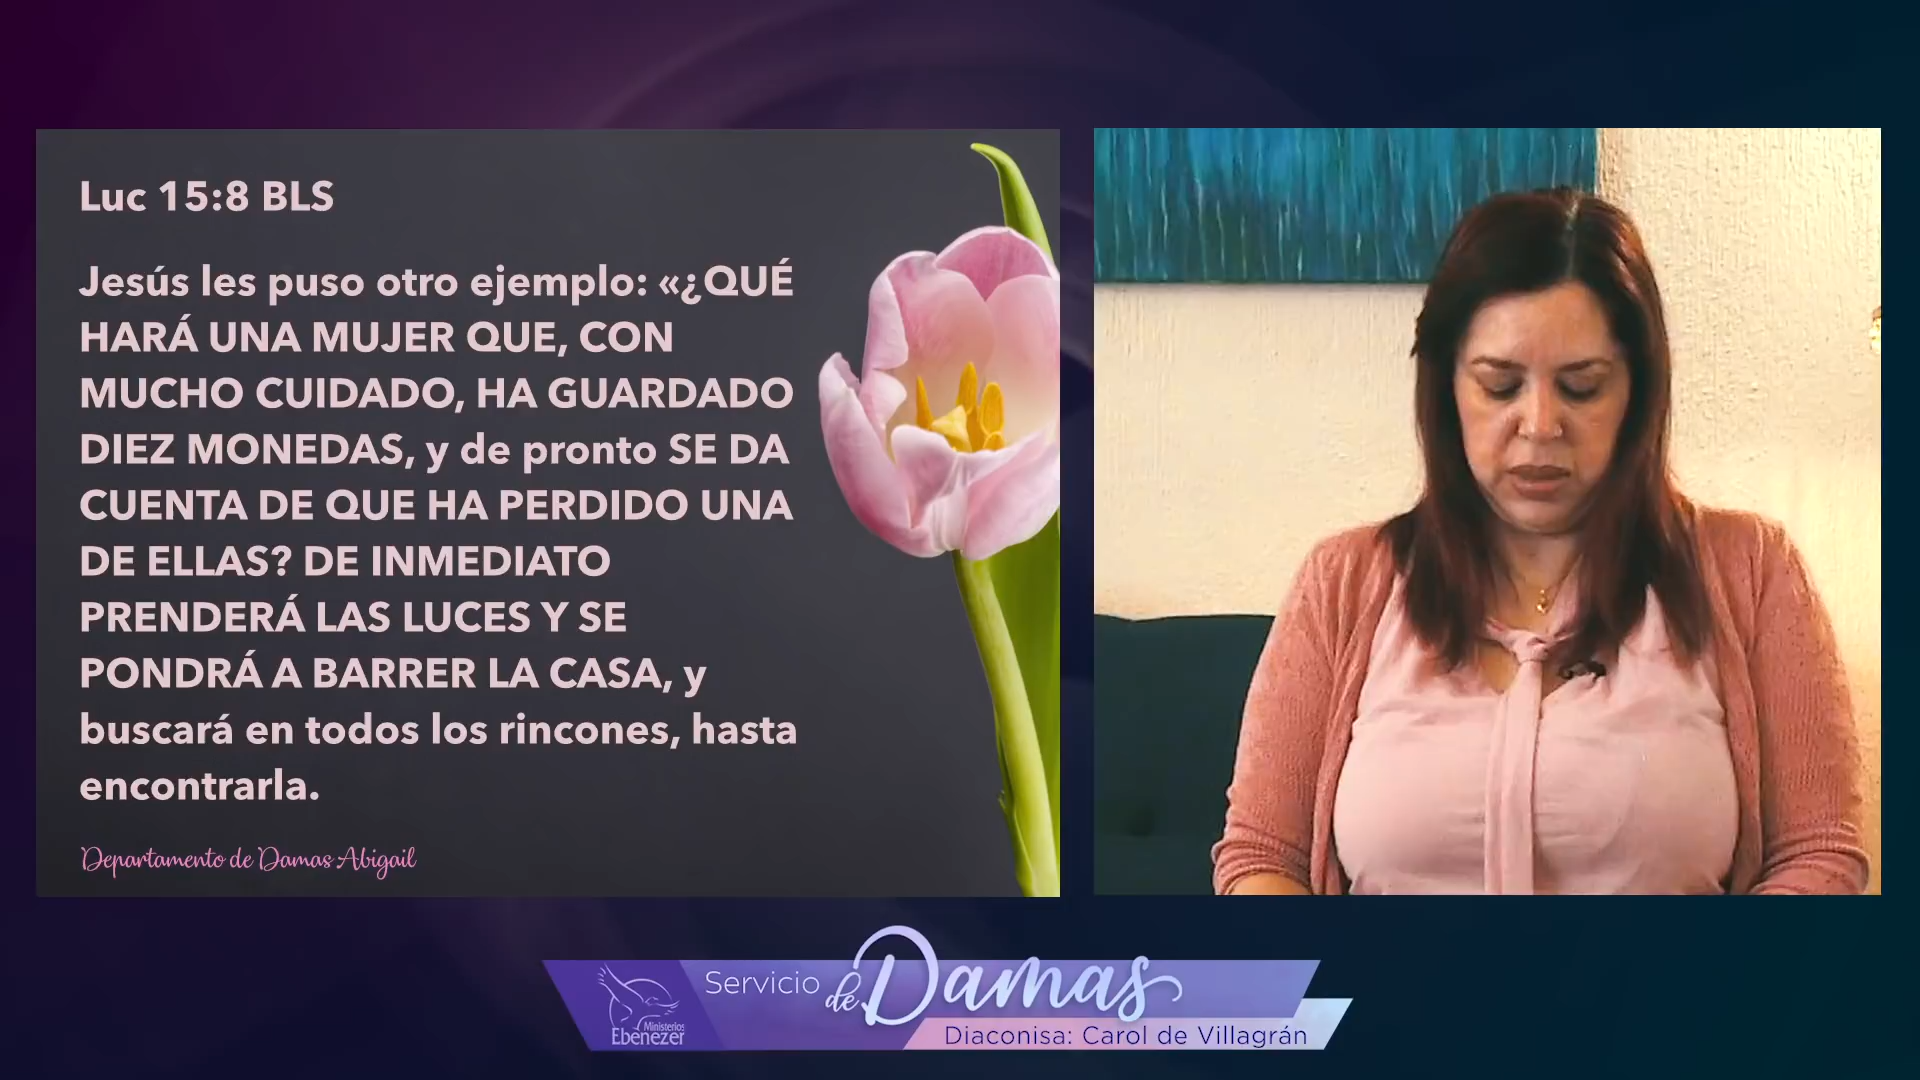 Luc 15:8 BLS
Jesús les puso otro ejemplo: «¿QUÉ
HARÁ UNA MUJER QUE, CON
MUCHO CUIDADO, HA GUARDADO
DIEZ MONEDAS, y de pronto SE DA
CUENTA DE QUE HA PERDIDO UNA
DE ELLAS? DE INMEDIATO
PRENDERÁ LAS LUCES Y SE
PONDRÁ A BARRER LA CASA, y
buscará en todos los rincones, hasta
encontrarla.
Departamento de Damas Abigail
Servicio de Damas
Ministerios
Ebenezer
Diaconisa: Carol de Villagrán